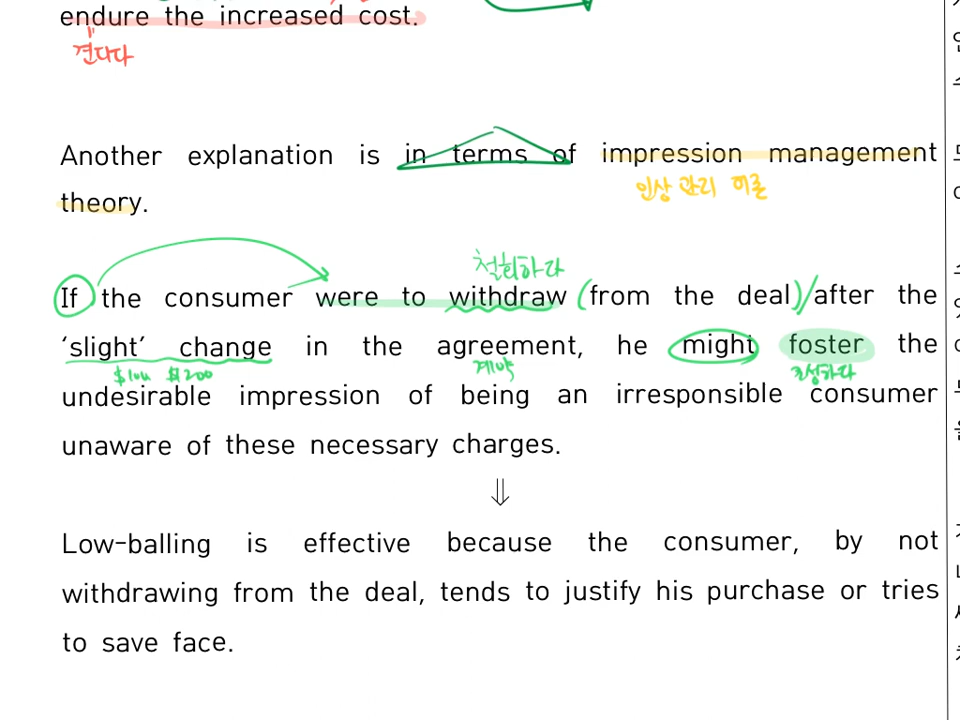 endure the increased cost.
견디다
Another explanation is in terms of impression management
인상 관리 이론
theory.
철회하다
If the consumer were to withdraw (from the deal)/after the
'slight' change in the agreement, he might foster the
$100 $1200 계약 조성하다
undesirable impression of being an irresponsible consumer
unaware of these necessary charges.
⇓
Low-balling is effective because the consumer, by not
withdrawing from the deal, tends to justify his purchase or tries
to save face.